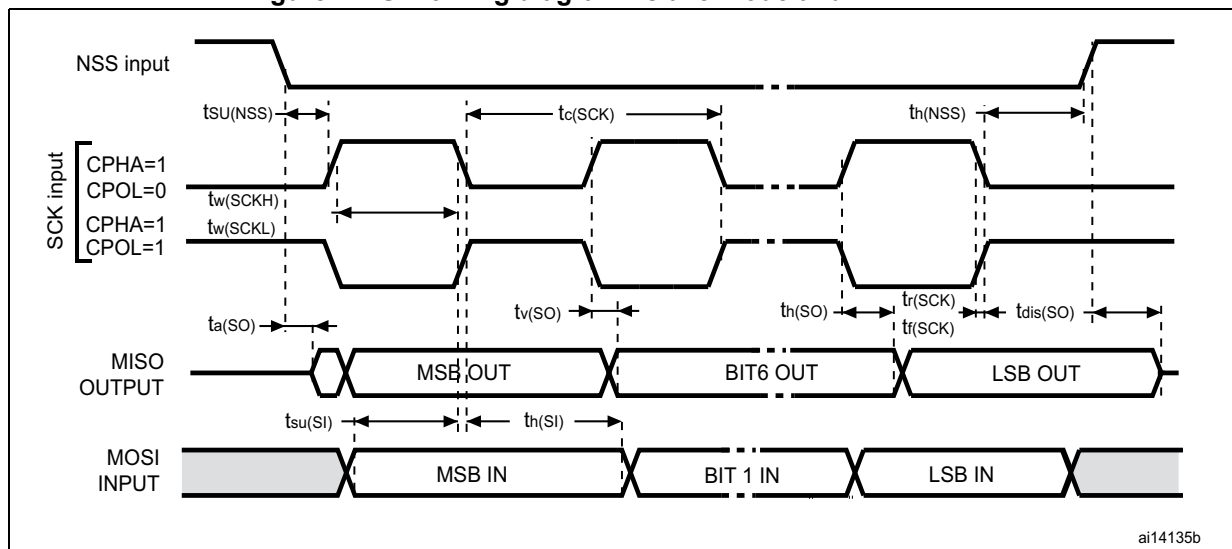 NSS input
tSU(NSS)
tc(SCK)
th(NSS)
SCK input
CPHA=1
CPOL=0
tw(SCKH)
CPHA=1
tw(SCKL)
CPOL=1
ta(SO)
tv(SO)
th(SO)
tr(SCK)
tf(SCK)
tdis(SO)
MISO
OUTPUT
MSB OUT
BIT6 OUT
LSB OUT
tsu(SI)
th(SI)
MOSI
INPUT
MSB IN
BIT 1 IN
LSB IN
ai14135b